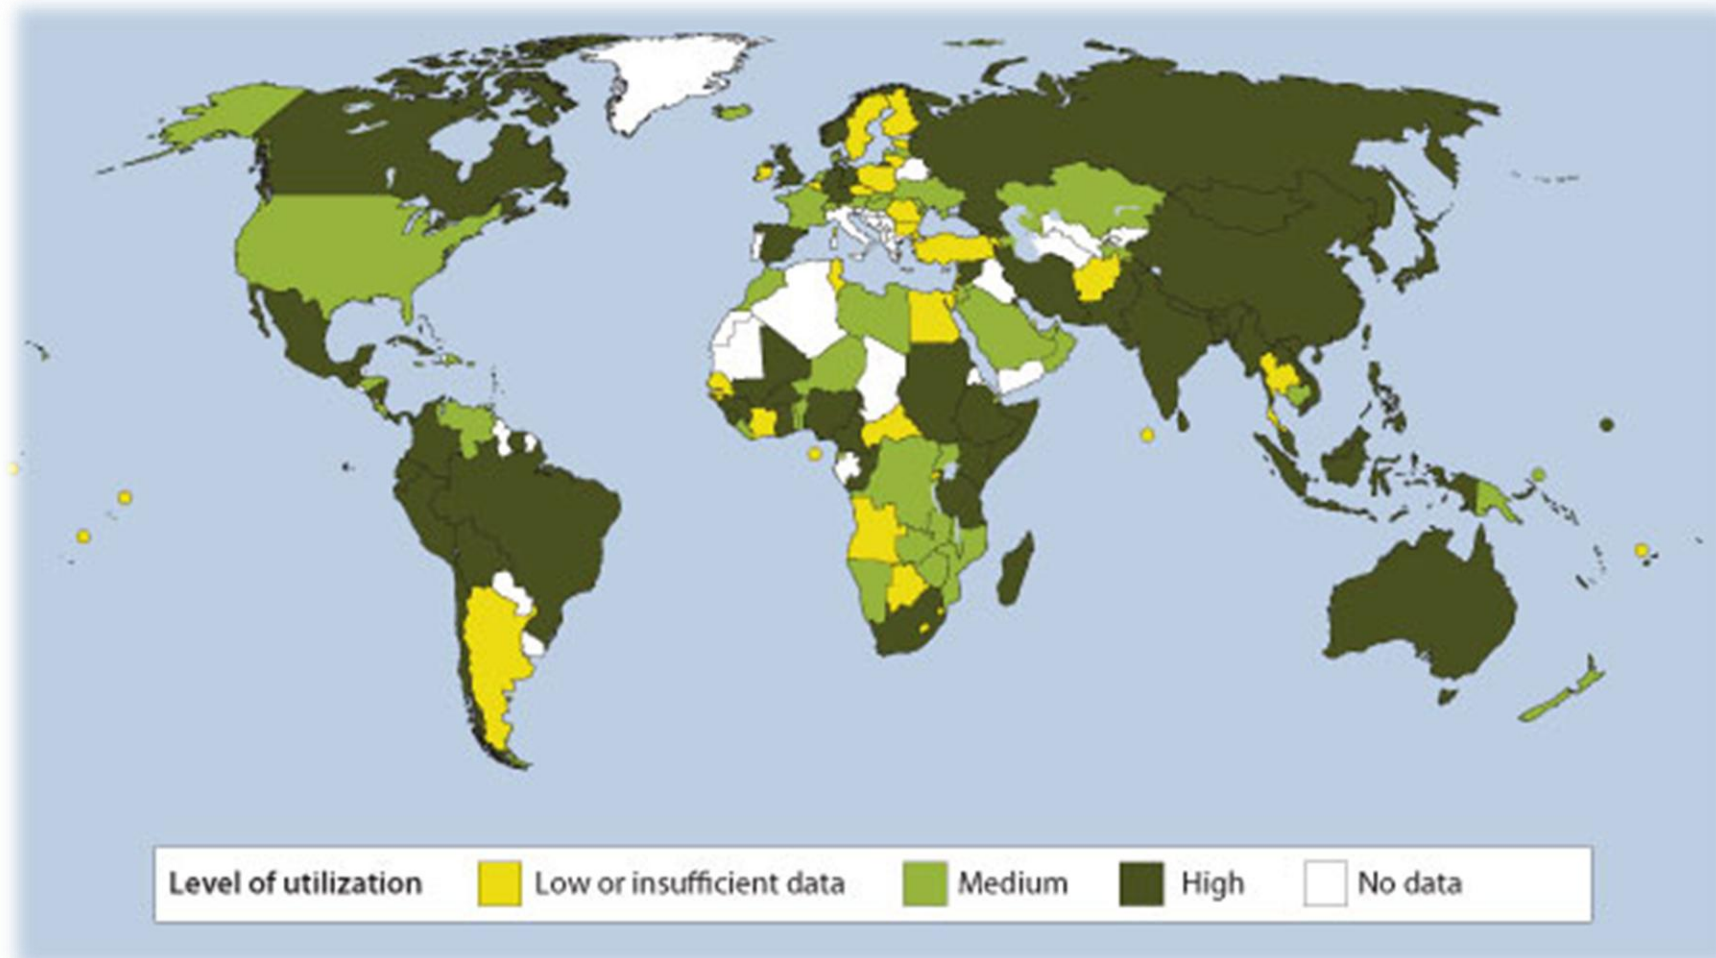 Level of utilization Low or insufficient data Medium High No data